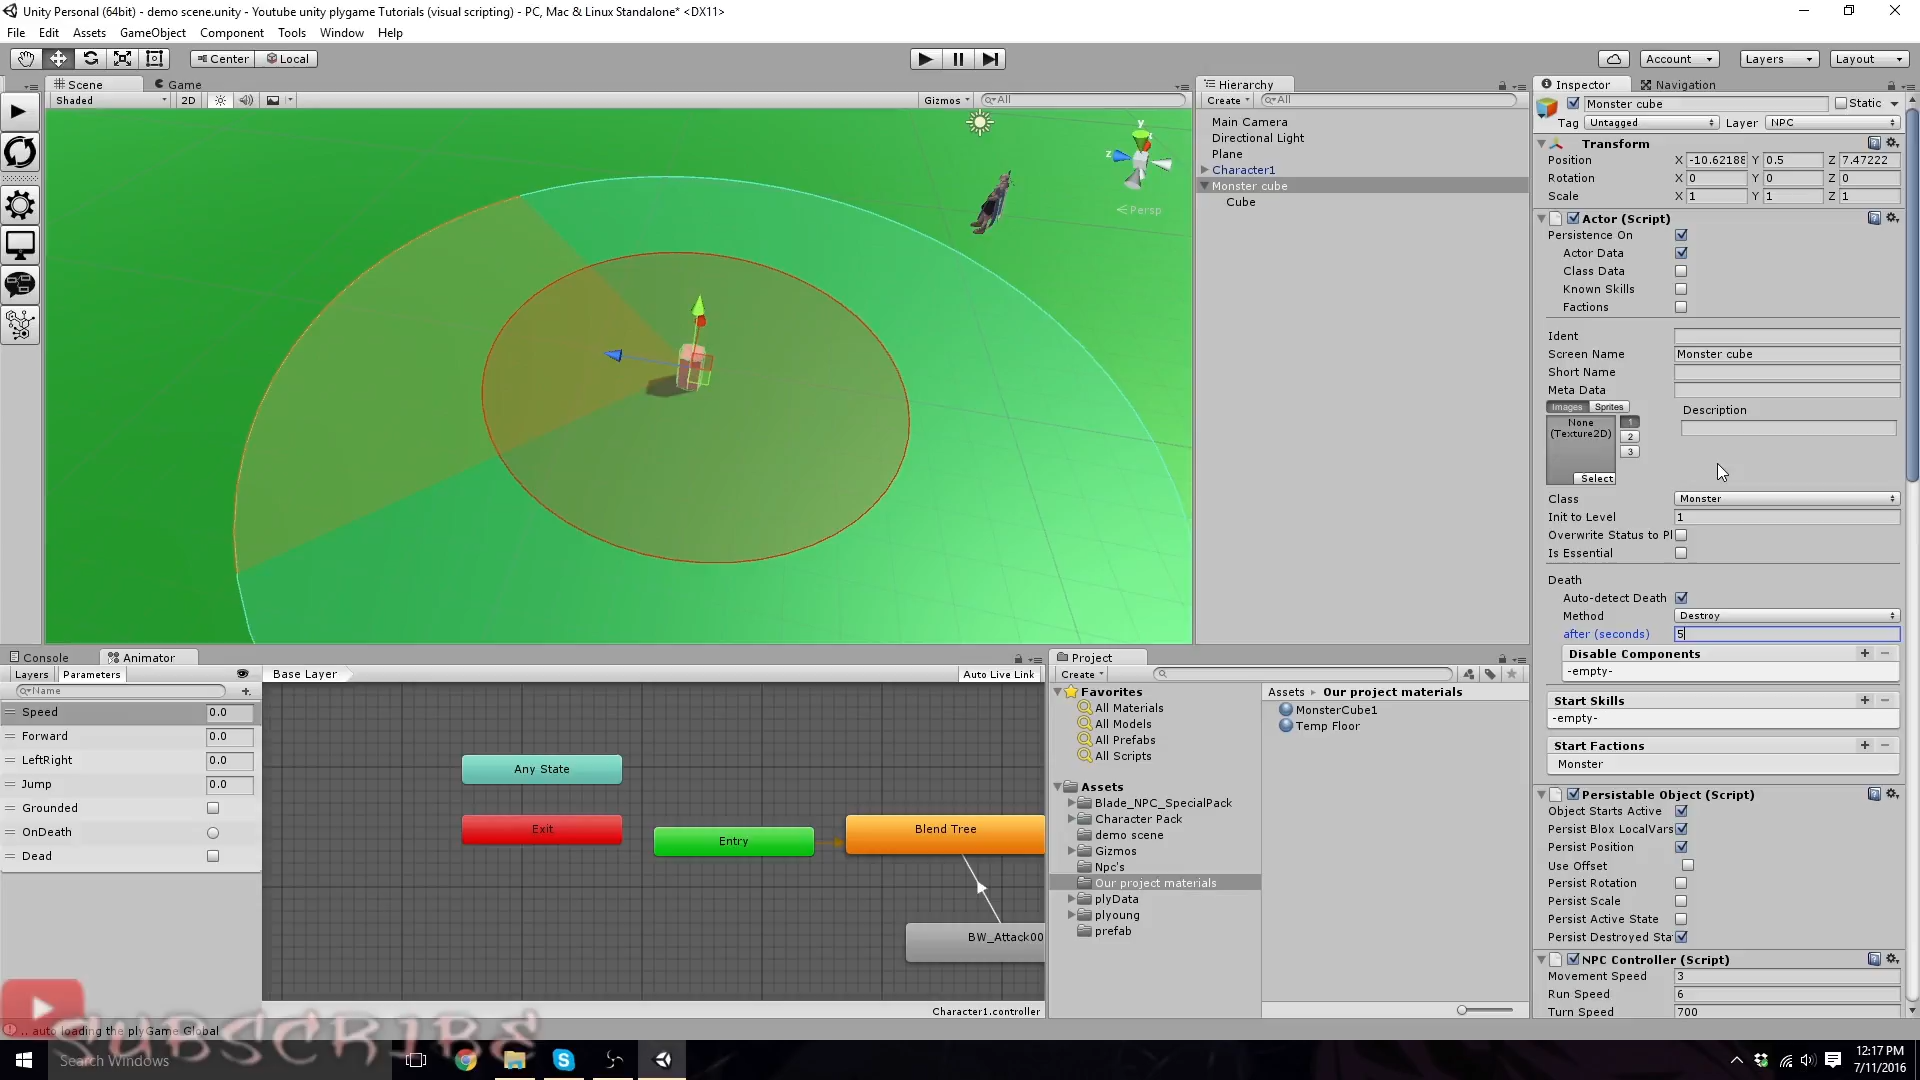 Unity Personal (64bit) - demo scene.unity - Youtube unity plygame Tutorials (visual scripting) - PC, Mac & Linux Standalone* <DX11>
File Edit Assets GameObject Component Tools Window Help
Center Local Account Layers Layout
Scene Game
Shaded 2D Gizmos All
y
x
z
Persp
Hierarchy
Create All
Main Camera
Directional Light
Plane
Character1
Monster cube
Cube
Inspector Navigation
Monster cube Static
Tag Untagged Layer NPC
Transform
Position X -10.62188 Y 0.5 Z 7.47222
Rotation X 0 Y 0 Z 0
Scale X 1 Y 1 Z 1
Actor (Script)
Persistence On
Actor Data
Class Data
Known Skills
Factions
Ident
Screen Name Monster cube
Short Name
Meta Data
Images Sprites Description
None (Texture2D) 1
2
3
Select
Class Monster
Init to Level 1
Overwrite Status to Pl
Is Essential
Death
Auto-detect Death
Method Destroy
after (seconds) 5
Disable Components + -
-empty-
Start Skills + -
-empty-
Start Factions + -
Monster
Persistable Object (Script)
Object Starts Active
Persist Blox LocalVars
Persist Position
Use Offset
Persist Rotation
Persist Scale
Persist Active State
Persist Destroyed Sta
NPC Controller (Script)
Movement Speed 3
Run Speed 6
Turn Speed 700
Console Animator
Layers Parameters Base Layer Auto Live Link
Name +
Speed 0.0
Forward 0.0
LeftRight 0.0
Jump 0.0
Grounded
OnDeath
Dead
Any State
Exit
Entry
Blend Tree
BW_Attack00
Character1.controller
Project
Create
Favorites
All Materials
All Models
All Prefabs
All Scripts
Assets
Blade_NPC_SpecialPack
Character Pack
demo scene
Gizmos
Npc's
Our project materials
plyData
plyoung
prefab
Assets Our project materials
MonsterCube1
Temp Floor
.. auto loading the plyGame Global
SUBSCRIBE
Search Windows
12:17 PM
7/11/2016